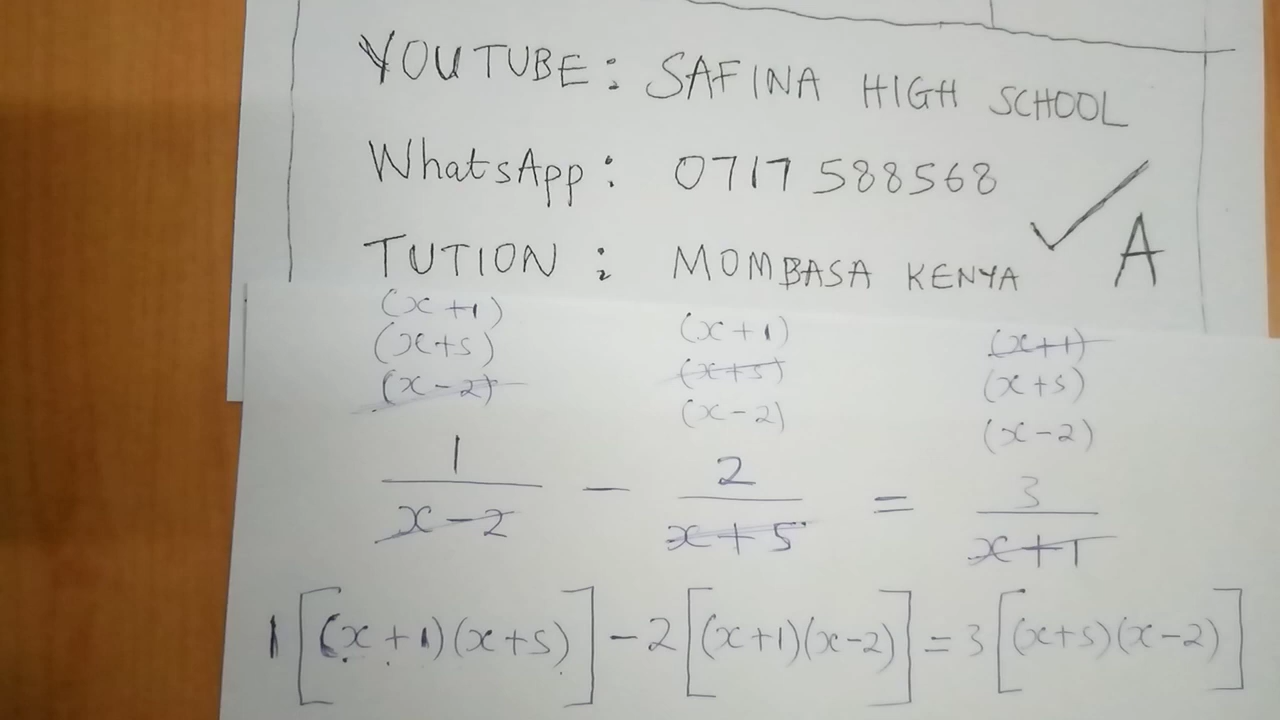 YOUTUBE: SAFINA HIGH SCHOOL
WhatsApp: 0717 588568
TUTION: MOMBASA KENYA
✓ A
(x+1) (x+1) (x+1)
(x+5) (x+5) (x+5)
(x-2) (x-2) (x-2)
1/(x-2) - 2/(x+5) = 3/(x+1)
1[(x+1)(x+5)] - 2[(x+1)(x-2)] = 3[(x+5)(x-2)]